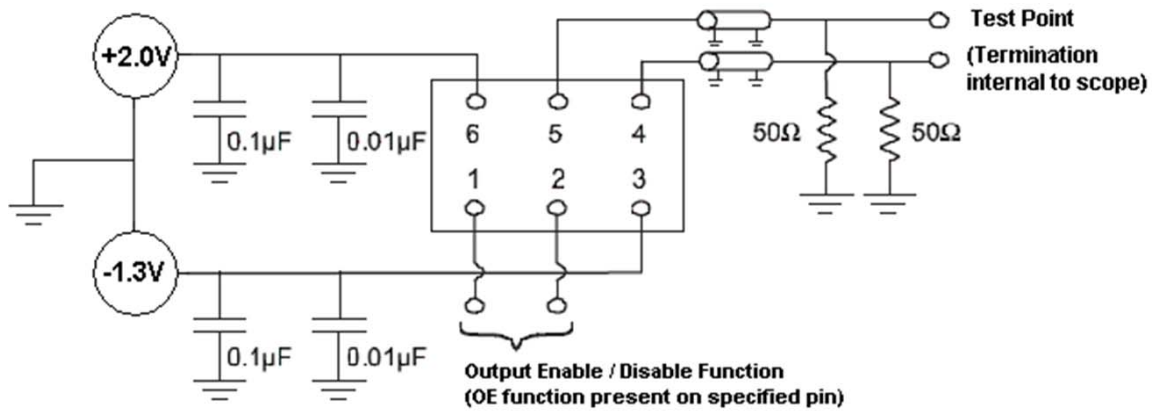 Test Point
(Termination
internal to scope)
+2.0V
0.1µF
0.01µF
6
5
4
50Ω
50Ω
1
2
3
-1.3V
0.1µF
0.01µF
Output Enable / Disable Function
(OE function present on specified pin)